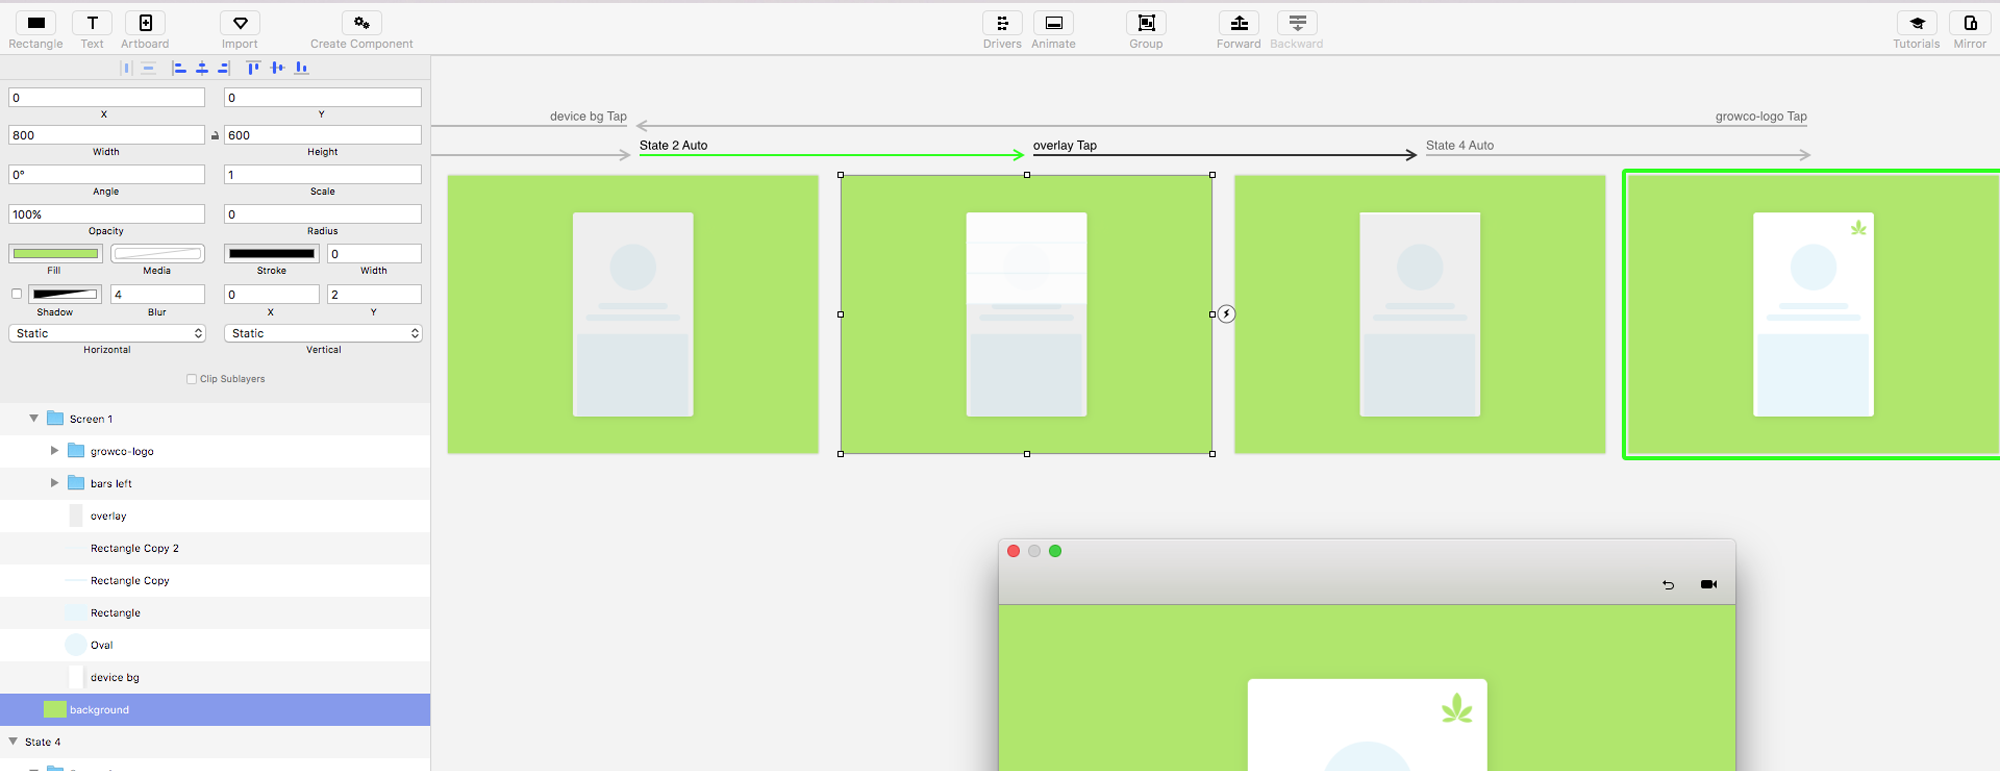 Rectangle Text Artboard Import Create Component Drivers Animate Group Forward Backward Tutorials Mirror
0 0
X Y
800 600
Width Height
0° 1
Angle Scale
100% 0
Opacity Radius
0
Fill Media Stroke Width
4 0 2
Shadow Blur X Y
Static Static
Horizontal Vertical
Clip Sublayers
Screen 1
growco-logo
bars left
overlay
Rectangle Copy 2
Rectangle Copy
Rectangle
Oval
device bg
background
State 4
device bg Tap growco-logo Tap
State 2 Auto overlay Tap State 4 Auto